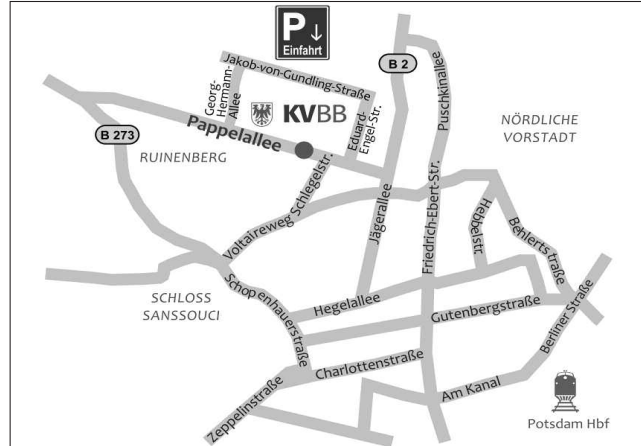 P
Einfahrt
B 2
Jakob-von-Gundling-Straße
Georg-
Hermann-
Allee
KVBB
Eduard-
Engel-Str.
Puschkinallee
NÖRDLICHE
VORSTADT
B 273
Pappelallee
RUINENBERG
Schlegelstr.
Voltaireweg
Jägerallee
Friedrich-Ebert-Str.
Hebbelstr.
Behlertstraße
SCHLOSS
SANSSOUCI
Schopenhauerstraße
Hegelallee
Gutenbergstraße
Berliner Straße
Charlottenstraße
Zeppelinstraße
Am Kanal
Potsdam Hbf